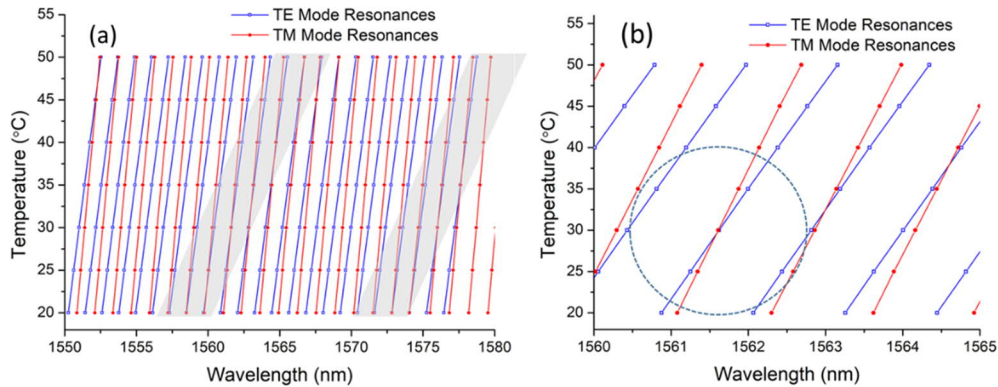 (a)
TE Mode Resonances
TM Mode Resonances
55
50
45
40
35
30
25
20
Temperature (°C)
1550 1555 1560 1565 1570 1575 1580
Wavelength (nm)
(b)
TE Mode Resonances
TM Mode Resonances
55
50
45
40
35
30
25
20
Temperature (°C)
1560 1561 1562 1563 1564 1565
Wavelength (nm)